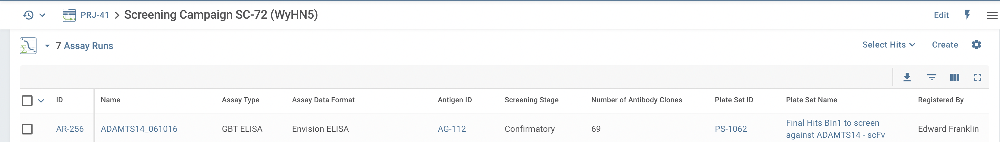 PRJ-41 > Screening Campaign SC-72 (WyHN5)
Edit
7 Assay Runs
Select Hits
Create
ID Name Assay Type Assay Data Format Antigen ID Screening Stage Number of Antibody Clones Plate Set ID Plate Set Name Registered By
AR-256 ADAMTS14_061016 GBT ELISA Envision ELISA AG-112 Confirmatory 69 PS-1062 Final Hits BIn1 to screen
against ADAMTS14 - scFv
Edward Franklin